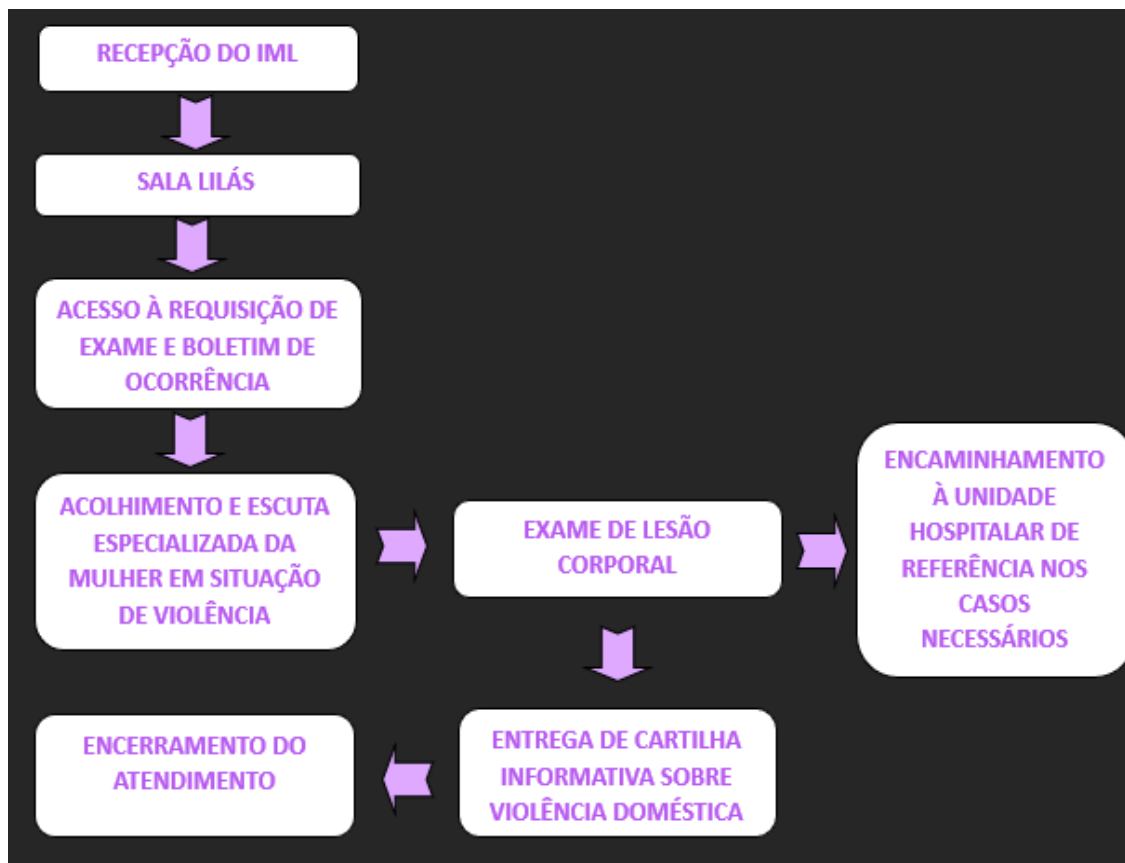 RECEPÇÃO DO IML
SALA LILÁS
ACESSO À REQUISIÇÃO DE
EXAME E BOLETIM DE
OCORRÊNCIA
ACOLHIMENTO E ESCUTA
ESPECIALIZADA DA
MULHER EM SITUAÇÃO
DE VIOLÊNCIA
EXAME DE LESÃO
CORPORAL
ENCAMINHAMENTO
À UNIDADE
HOSPITALAR DE
REFERÊNCIA NOS
CASOS
NECESSÁRIOS
ENTREGA DE CARTILHA
INFORMATIVA SOBRE
VIOLÊNCIA DOMÉSTICA
ENCERRAMENTO DO
ATENDIMENTO